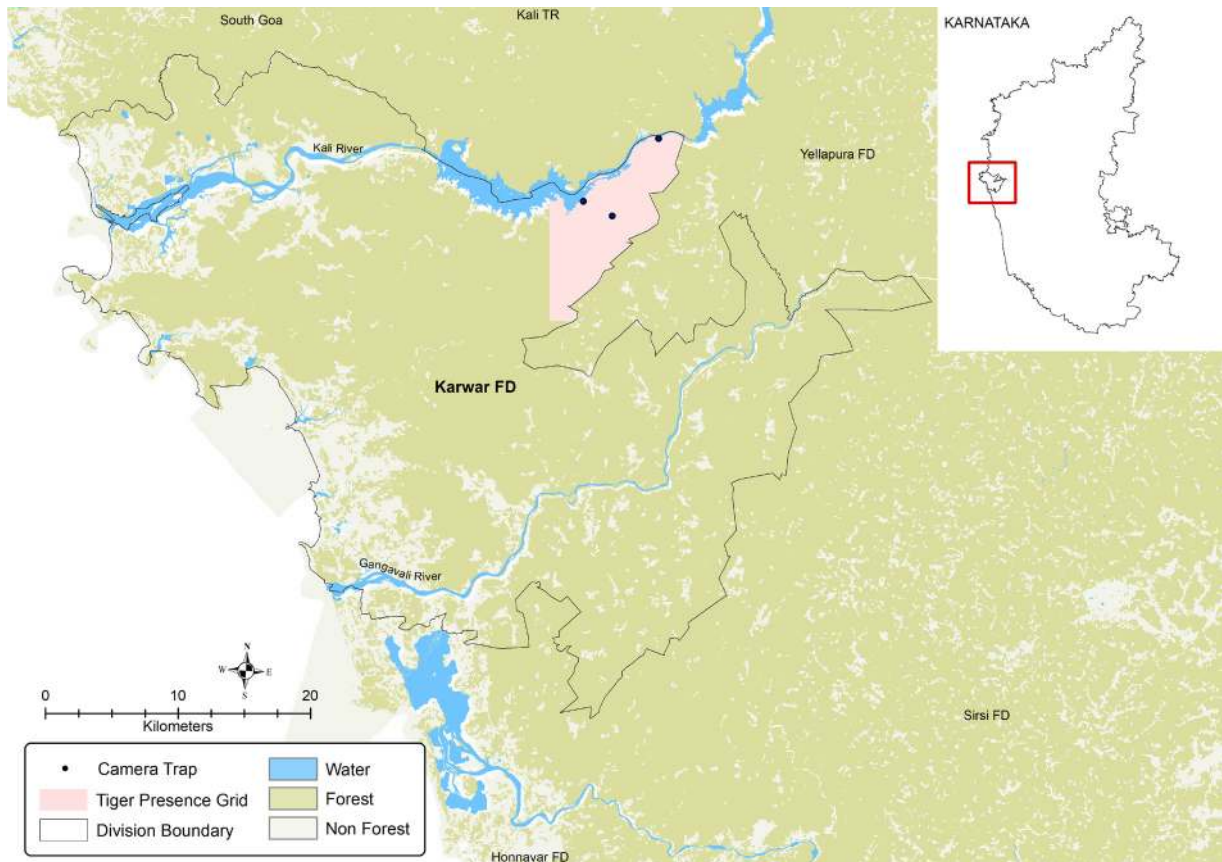 South Goa
Kali TR
KARNATAKA
Kali River
Yellapura FD
Karwar FD
Gangavali River
N
W
E
S
0
10
20
Kilometers
Sirsi FD
Camera Trap
Water
Tiger Presence Grid
Forest
Division Boundary
Non Forest
Honnavar FD